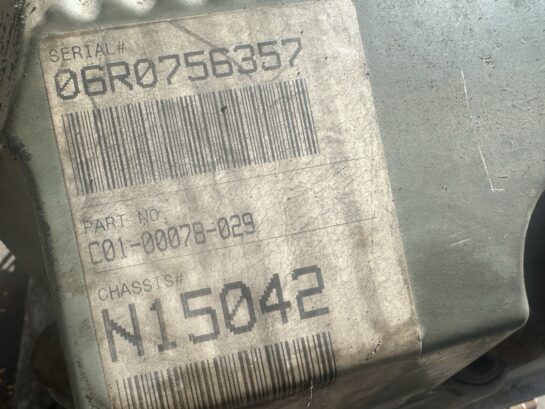 SERIAL#
06R0756357
PART NO.
C01-00078-029
CHASSIS#
N15042